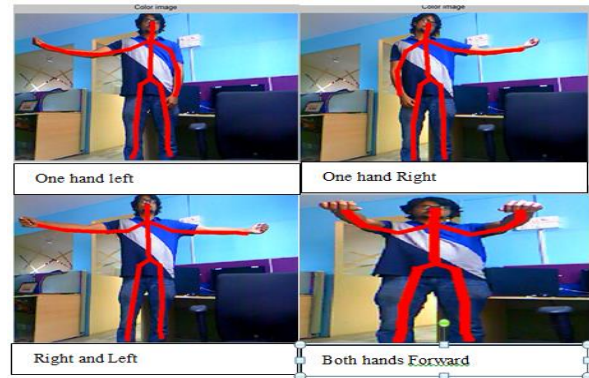 Color image
Color image
One hand left
One hand Right
Right and Left
Both hands Forward